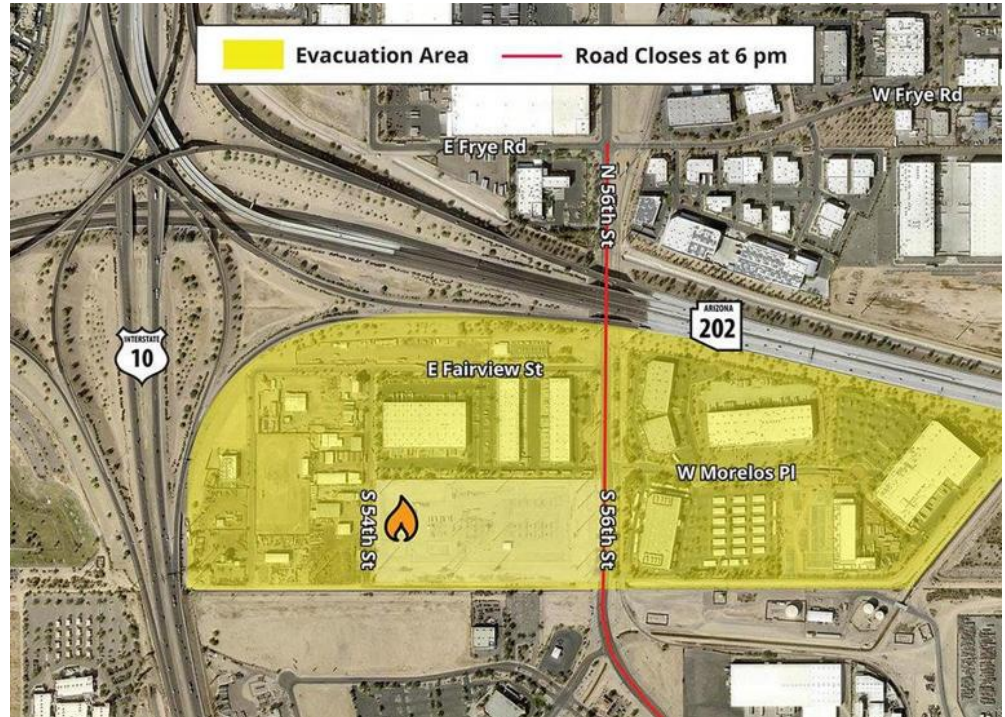 Evacuation Area
Road Closes at 6 pm
W Frye Rd
E Frye Rd
N 56th St
INTERSTATE
10
ARIZONA
202
E Fairview St
W Morelos Pl
S 54th St
S 56th St